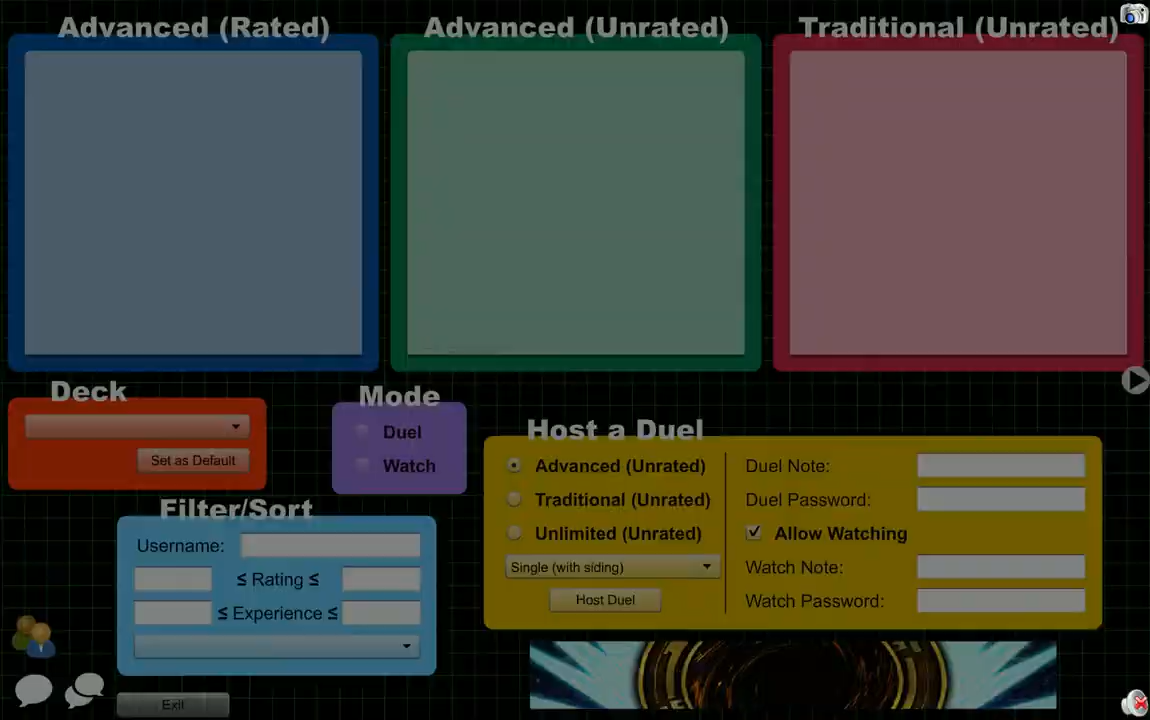 Advanced (Rated)
Advanced (Unrated)
Traditional (Unrated)
Deck
Set as Default
Mode
Duel
Watch
Filter/Sort
Username:
≤ Rating ≤
≤ Experience ≤
Exit
Host a Duel
Advanced (Unrated)
Traditional (Unrated)
Unlimited (Unrated)
Single (with siding)
Host Duel
Duel Note:
Duel Password:
Allow Watching
Watch Note:
Watch Password: